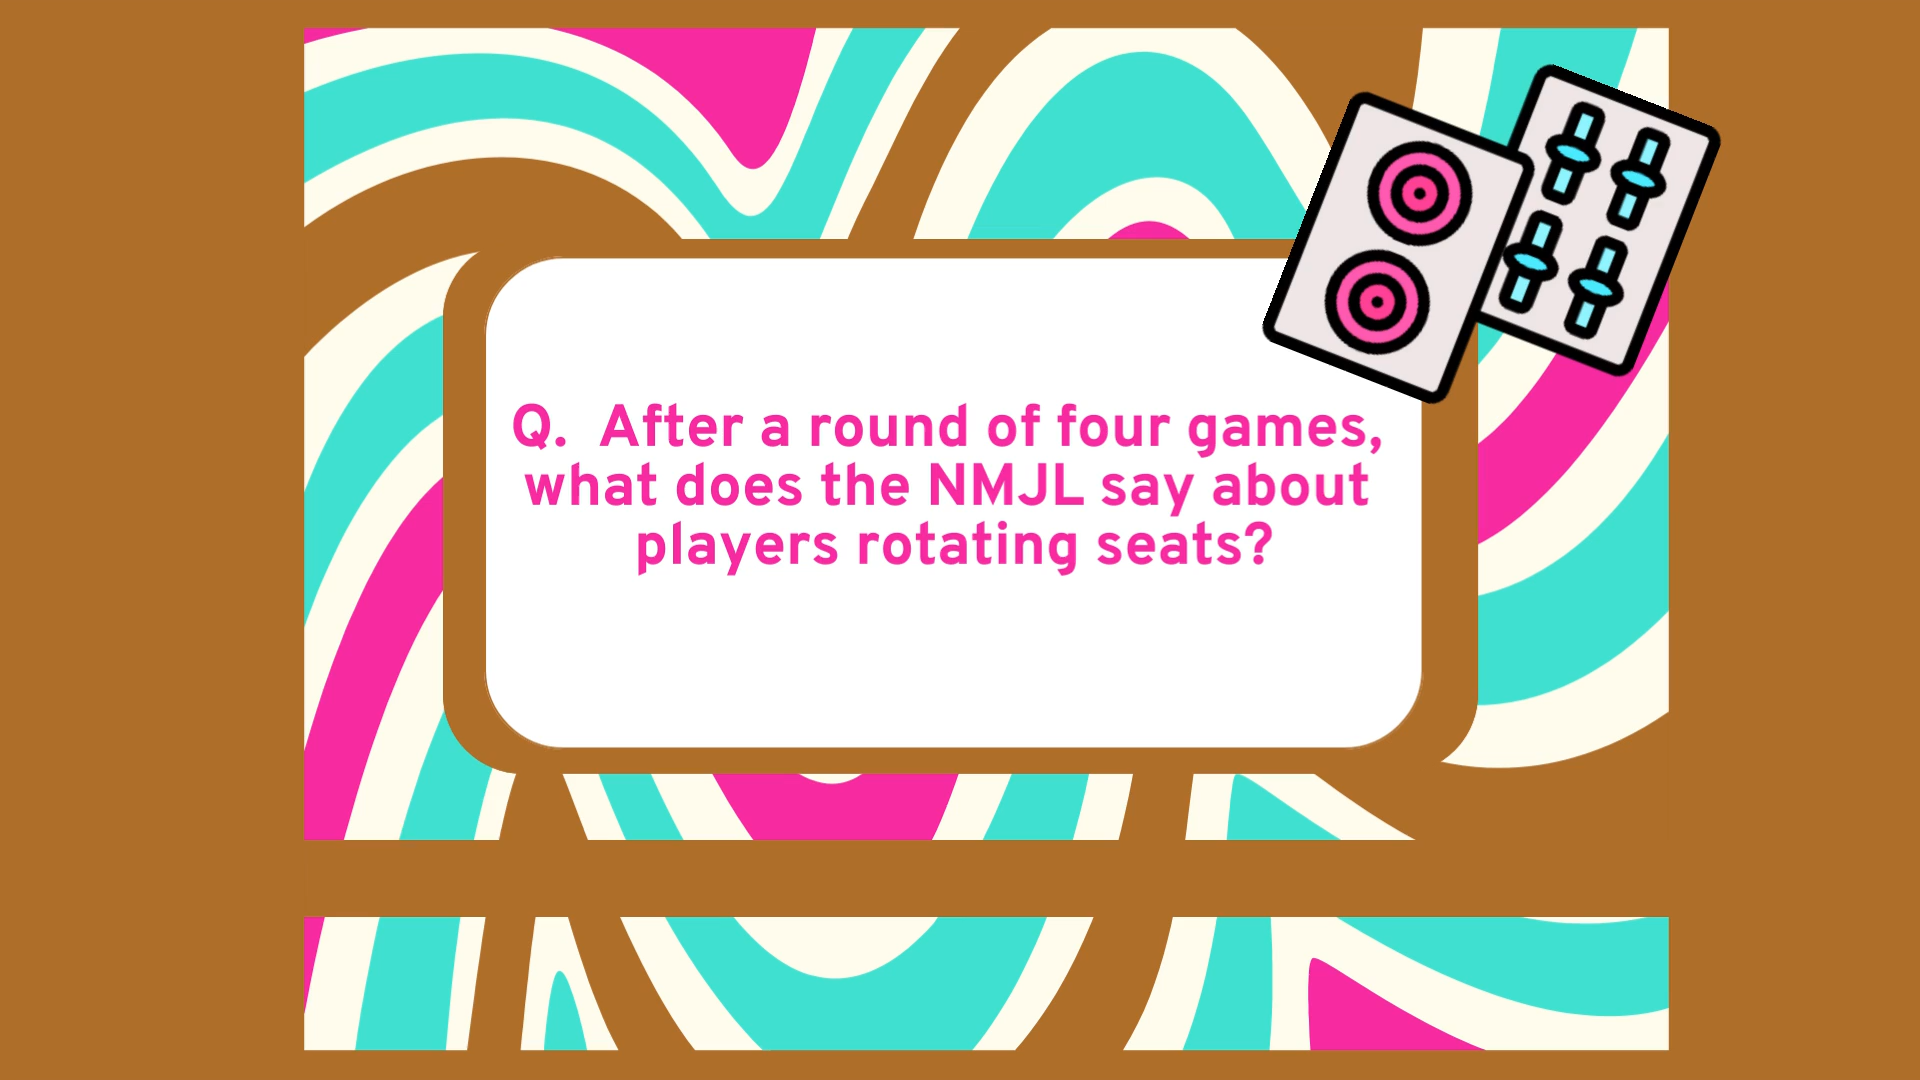 Q.  After a round of four games,
what does the NMJL say about
players rotating seats?